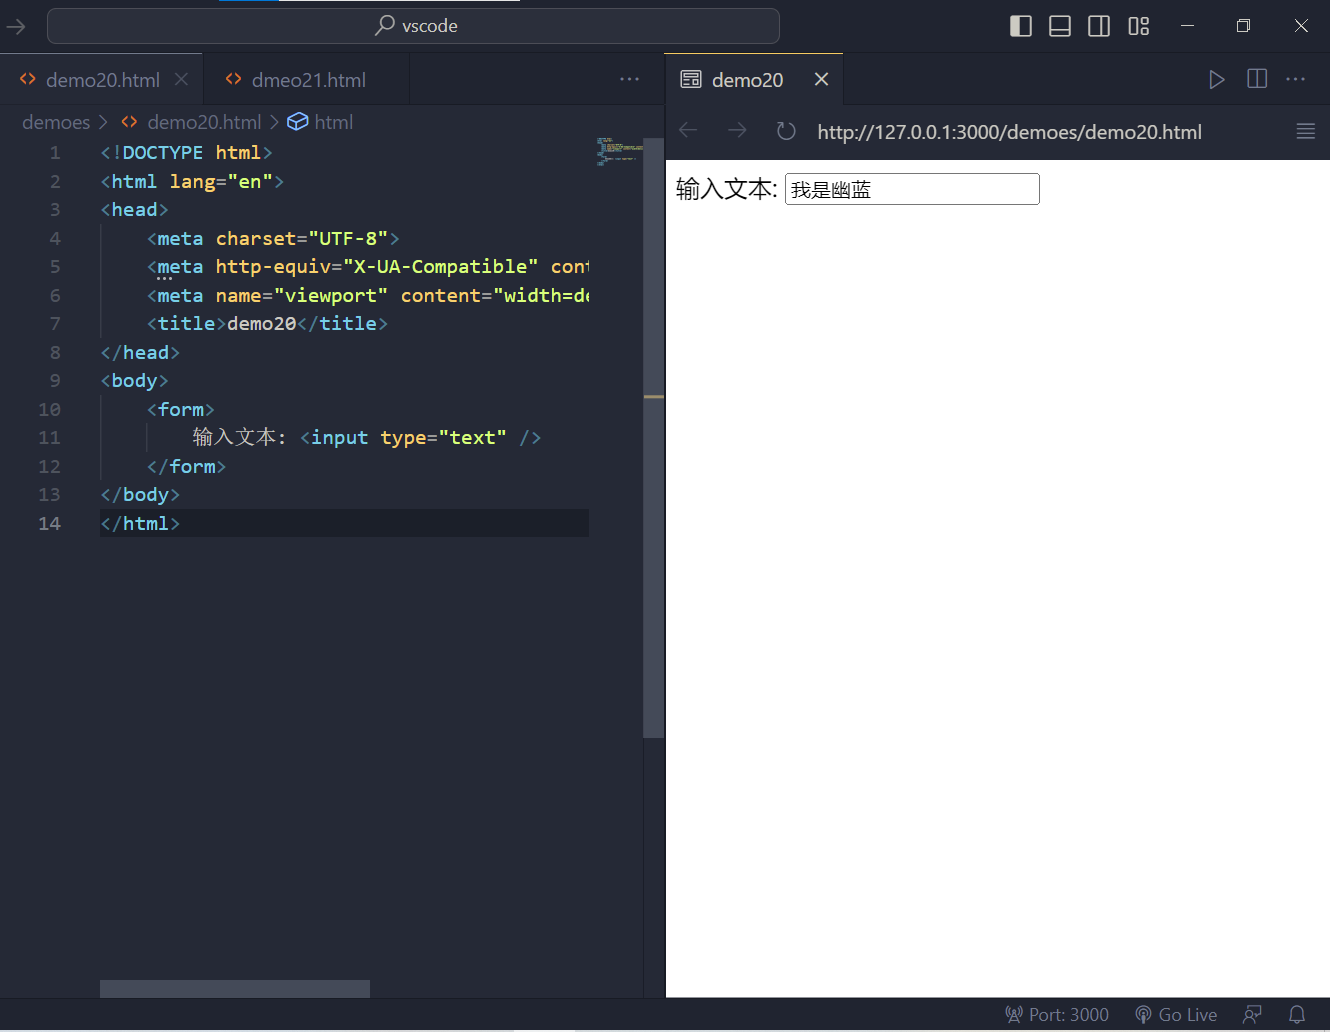 vscode
demo20.html
dmeo21.html
demoes > demo20.html > html
1 <!DOCTYPE html>
2 <html lang="en">
3 <head>
4 <meta charset="UTF-8">
5 <meta http-equiv="X-UA-Compatible" cont
6 <meta name="viewport" content="width=de
7 <title>demo20</title>
8 </head>
9 <body>
10 <form>
11 输入文本: <input type="text" />
12 </form>
13 </body>
14 </html>
demo20
http://127.0.0.1:3000/demoes/demo20.html
输入文本: 我是幽蓝
Port: 3000 Go Live